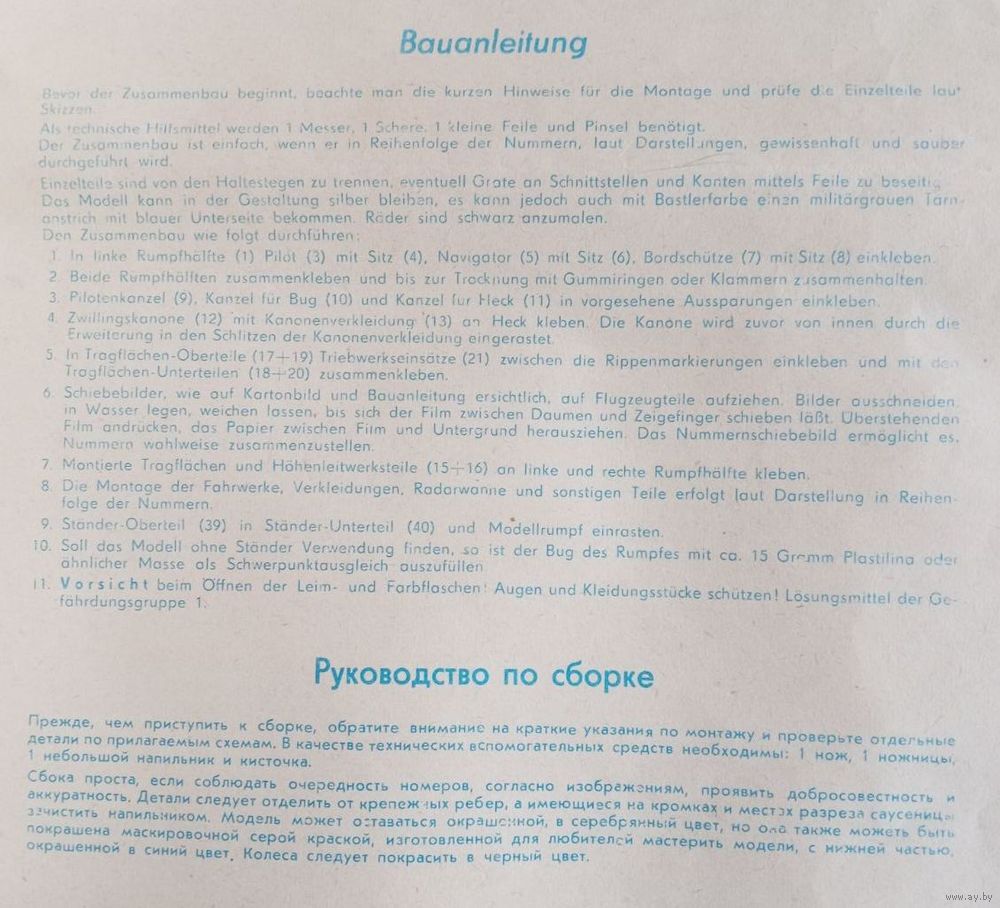 Bauanleitung
Bevor der Zusammenbau beginnt, beachte man die kurzen Hinweise für die Montage und prüfe die Einzelteile laut
Skizzen.
Als technische Hilfsmittel werden 1 Messer, 1 Schere, 1 kleine Feile und Pinsel benötigt.
Der Zusammenbau ist einfach, wenn er in Reihenfolge der Nummern, laut Darstellungen, gewissenhaft und sauber
durchgeführt wird.
Einzelteile sind von den Haltestegen zu trennen, eventuell Grate an Schnittstellen und Kanten mittels Feile zu beseitig
Das Modell kann in der Gestaltung silber bleiben, es kann jedoch auch mit Bastlerfarbe einen militärgrauen Tarn-
anstrich mit blauer Unterseite bekommen. Räder sind schwarz anzumalen.
Den Zusammenbau wie folgt durchführen:
1. In linke Rumpfhälfte (1) Pilot (3) mit Sitz (4), Navigator (5) mit Sitz (6), Bordschütze (7) mit Sitz (8) einkleben.
2. Beide Rumpfhälften zusammenkleben und bis zur Trocknung mit Gummiringen oder Klammern zusammenhalten.
3. Pilotenkanzel (9), Kanzel für Bug (10) und Kanzel für Heck (11) in vorgesehene Aussparungen einkleben.
4. Zwillingskanone (12) mit Kanonenverkleidung (13) an Heck kleben. Die Kanone wird zuvor von innen durch die
Erweiterung in den Schlitzen der Kanonenverkleidung eingerastet.
5. In Tragflächen-Oberteile (17+19) Triebwerkseinsätze (21) zwischen die Rippenmarkierungen einkleben und mit den
Tragflächen-Unterteilen (18+20) zusammenkleben.
6. Schiebebilder, wie auf Kartonbild und Bauanleitung ersichtlich, auf Flugzeugteile aufziehen. Bilder ausschneiden,
in Wasser legen, weichen lassen, bis sich der Film zwischen Daumen und Zeigefinger schieben läßt. Überstehenden
Film andrücken, das Papier zwischen Film und Untergrund herausziehen. Das Nummernschiebebild ermöglicht es,
Nummern wahlweise zusammenzustellen.
7. Montierte Tragflächen und Höhenleitwerksteile (15+16) an linke und rechte Rumpfhälfte kleben.
8. Die Montage der Fahrwerke, Verkleidungen, Radarwanne und sonstigen Teile erfolgt laut Darstellung in Reihen-
folge der Nummern.
9. Ständer-Oberteil (39) in Ständer-Unterteil (40) und Modellrumpf einrasten.
10. Soll das Modell ohne Ständer Verwendung finden, so ist der Bug des Rumpfes mit ca. 15 Gramm Plastilina oder
ähnlicher Masse als Schwerpunktausgleich auszufüllen
11. Vorsicht beim Öffnen der Leim- und Farbflaschen! Augen und Kleidungsstücke schützen! Lösungsmittel der Ge-
fährdungsgruppe 1.
Руководство по сборке
Прежде, чем приступить к сборке, обратите внимание на краткие указания по монтажу и проверьте отдельные
детали по прилагаемым схемам. В качестве технических вспомогательных средств необходимы: 1 нож, 1 ножницы,
1 небольшой напильник и кисточка.
Сбока проста, если соблюдать очередность номеров, согласно изображениям, проявить добросовестность и
аккуратность. Детали следует отделить от крепежных ребер, а имеющиеся на кромках и местах разреза саусеницы
зачистить напильником. Модель может оставаться окрашенной, в серебрянный цвет, но она также можеть быть
покрашена маскировочной серой краской, изготовленной для любителей мастерить модели, с нижней частью,
окрашенной в синий цвет. Колеса следует покрасить в черный цвет.
www.ay.by